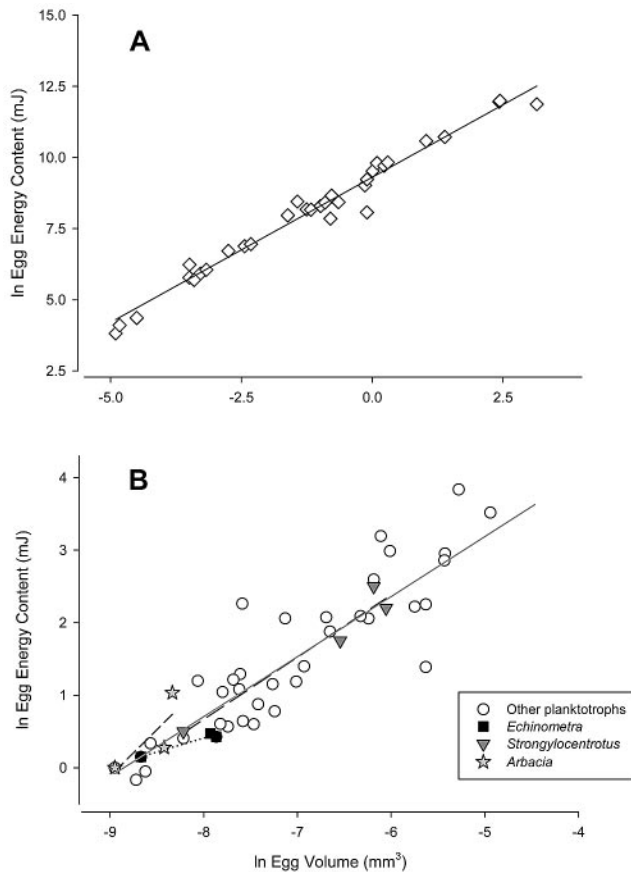 A
15.0
12.5
10.0
7.5
5.0
2.5
ln Egg Energy Content (mJ)
-5.0 -2.5 0.0 2.5
B
4
3
2
1
0
ln Egg Energy Content (mJ)
Other planktotrophs
Echinometra
Strongylocentrotus
Arbacia
-9 -8 -7 -6 -5 -4
ln Egg Volume (mm³)